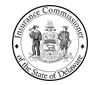 Insurance Commissioner
of the State of Delaware